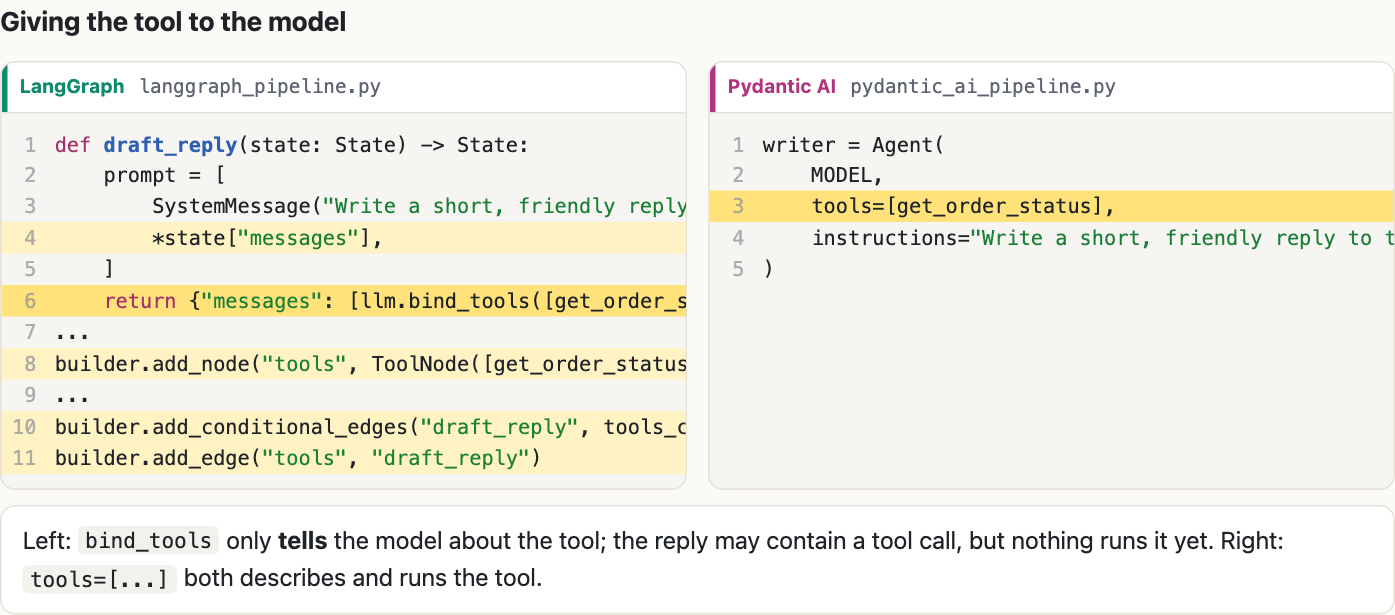 Giving the tool to the model
LangGraph langgraph_pipeline.py
1 def draft_reply(state: State) -> State:
2 prompt = [
3 SystemMessage("Write a short, friendly reply
4 *state["messages"],
5 ]
6 return {"messages": [llm.bind_tools([get_order_s
7 ...
8 builder.add_node("tools", ToolNode([get_order_status
9 ...
10 builder.add_conditional_edges("draft_reply", tools_c
11 builder.add_edge("tools", "draft_reply")
Pydantic AI pydantic_ai_pipeline.py
1 writer = Agent(
2 MODEL,
3 tools=[get_order_status],
4 instructions="Write a short, friendly reply to t
5 )
Left: bind_tools only tells the model about the tool; the reply may contain a tool call, but nothing runs it yet. Right:
tools=[...] both describes and runs the tool.